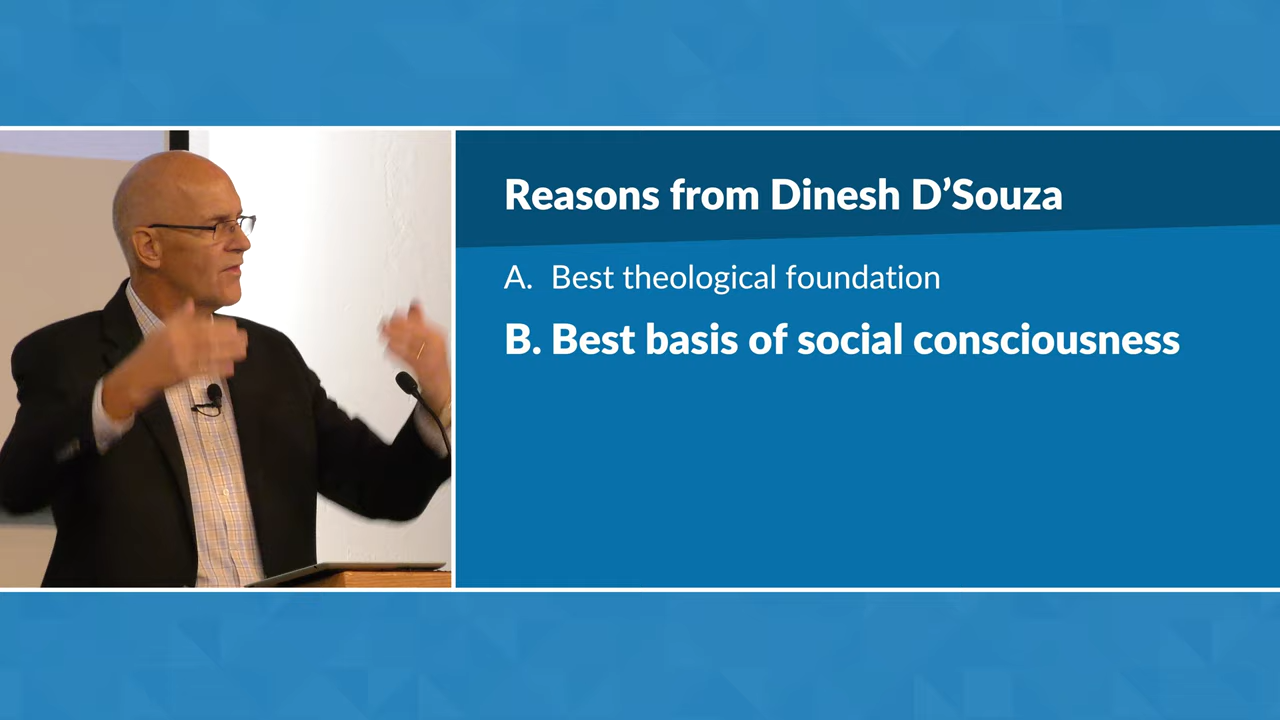 Reasons from Dinesh D’Souza
A. Best theological foundation
B. Best basis of social consciousness